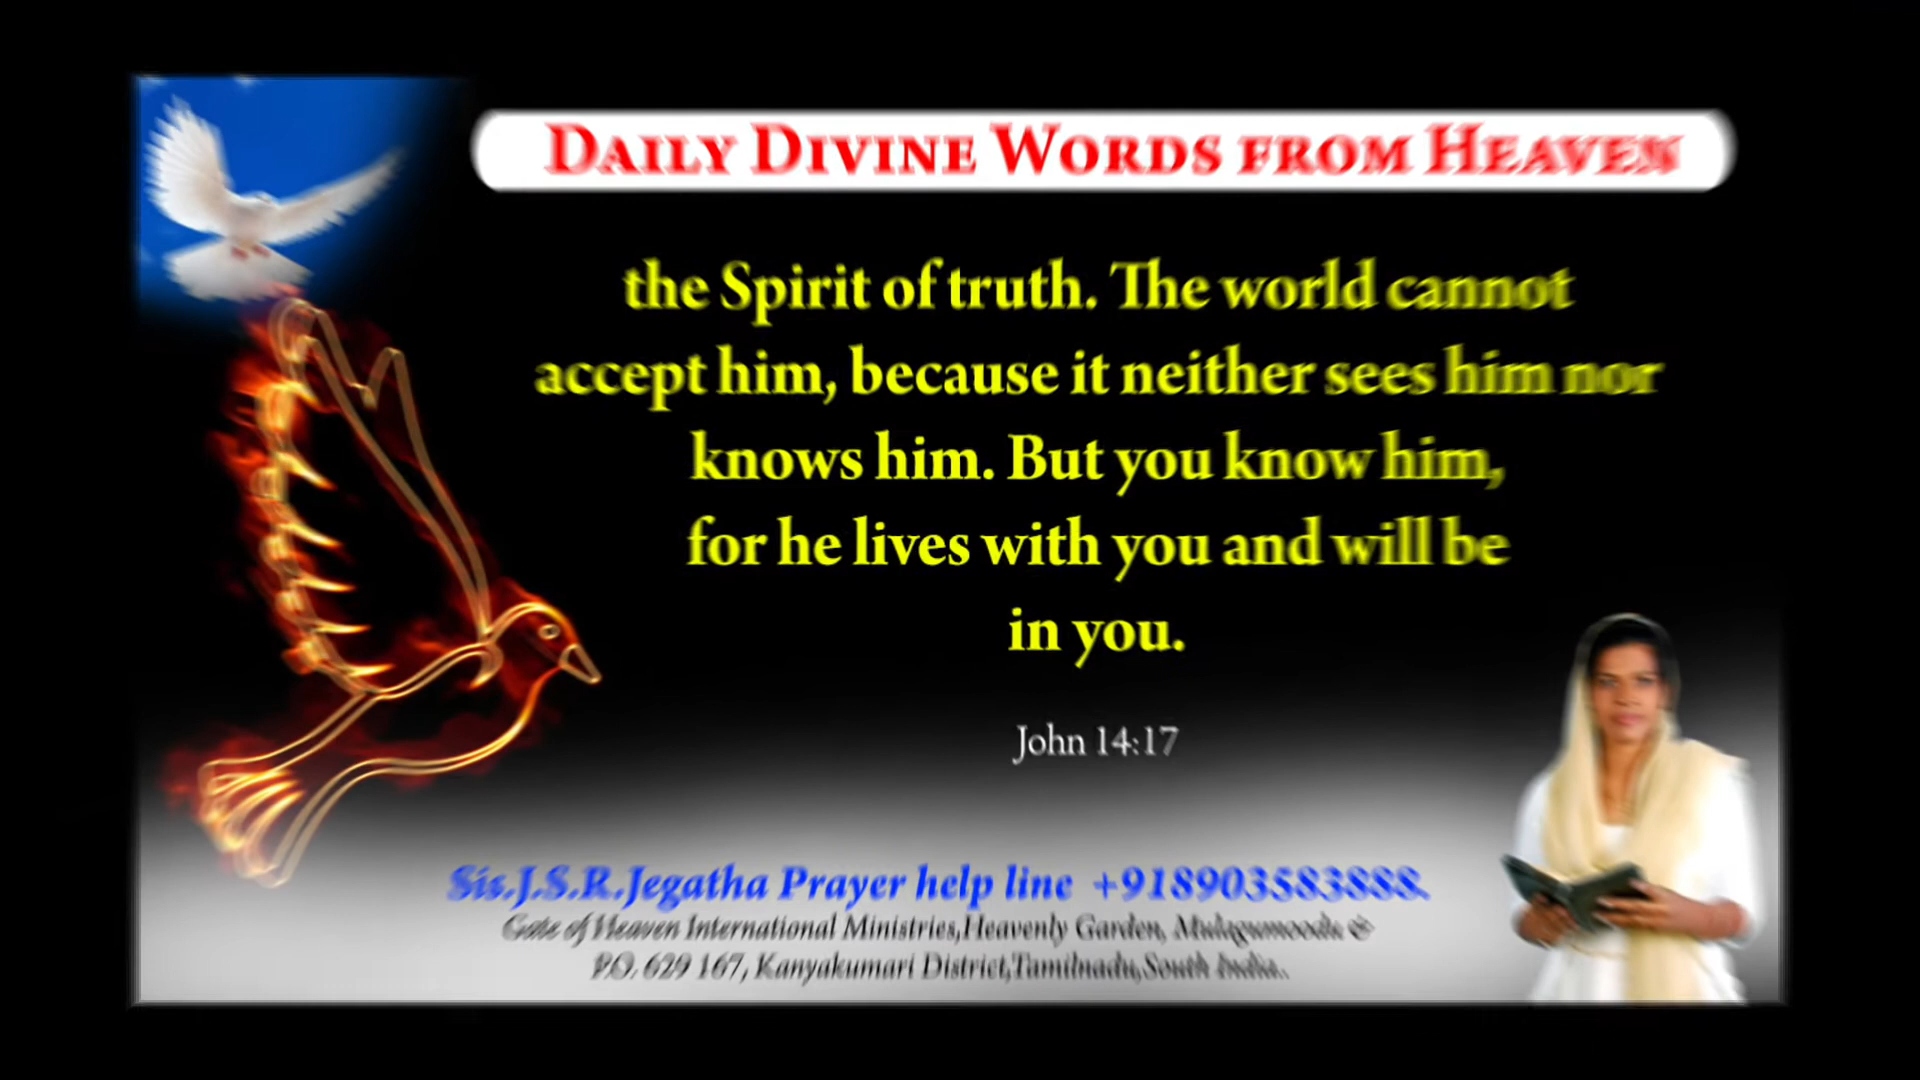 DAILY DIVINE WORDS FROM HEAVEN
the Spirit of truth. The world cannot
accept him, because it neither sees him nor
knows him. But you know him,
for he lives with you and will be
in you.
John 14:17
Sis.J.S.R.Jegatha Prayer help line +918903583888.
Gate of Heaven International Ministries,Heavenly Garden, Mulagumoodu &
P.O. 629 167, Kanyakumari District,Tamilnadu,South India..